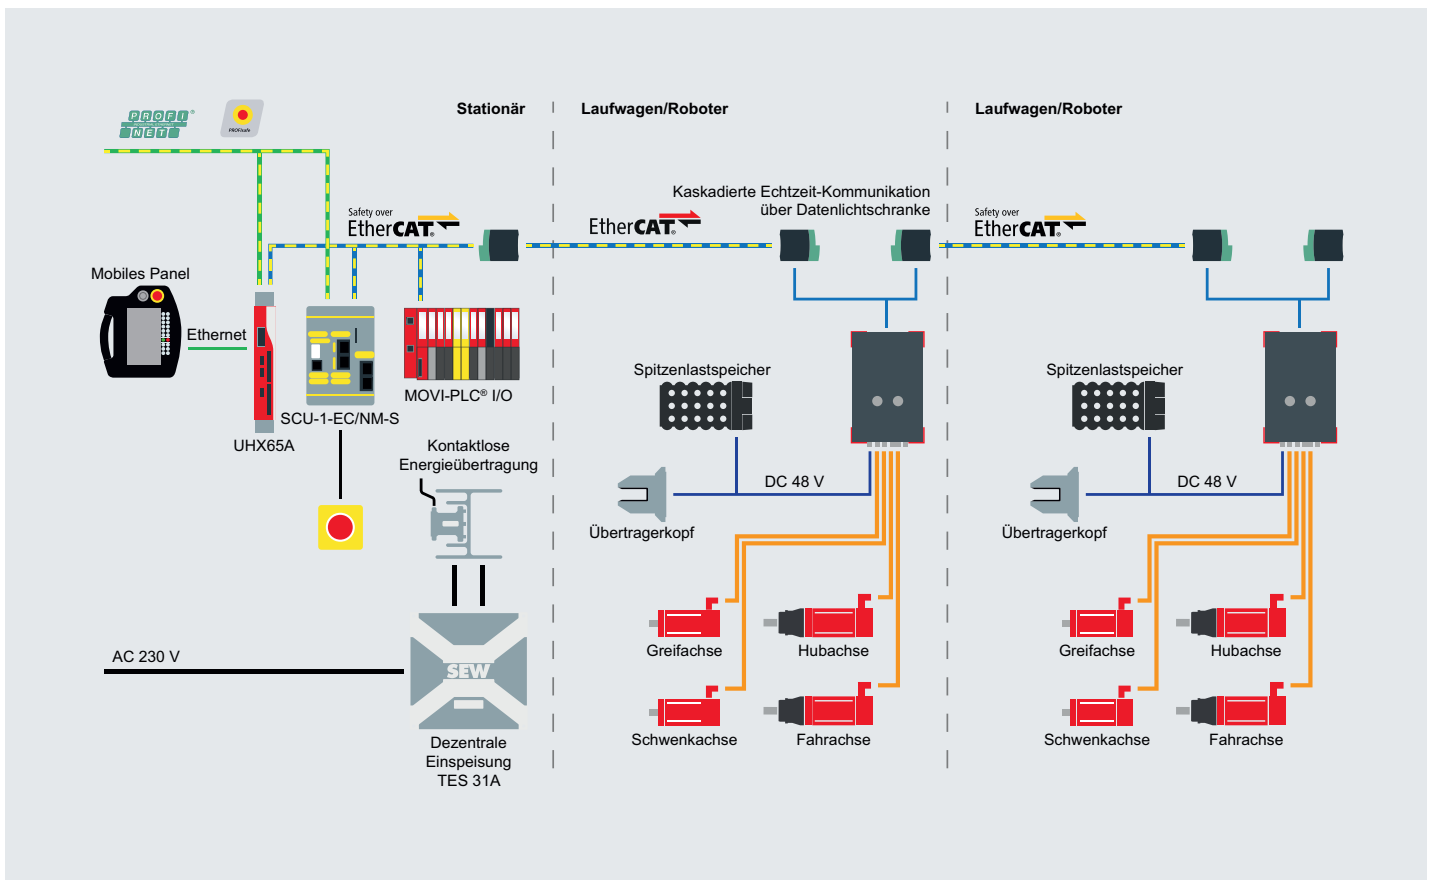 PROFI
NET
PROFIsafe
Stationär
Laufwagen/Roboter
Laufwagen/Roboter
Kaskadierte Echtzeit-Kommunikation
über Datenlichtschranke
Safety over
EtherCAT®
EtherCAT®
Safety over
EtherCAT®
Mobiles Panel
Ethernet
UHX65A
SCU-1-EC/NM-S
MOVI-PLC® I/O
Kontaktlose
Energieübertragung
AC 230 V
SEW
Dezentrale
Einspeisung
TES 31A
Spitzenlastspeicher
DC 48 V
Übertragerkopf
Greifachse
Hubachse
Schwenkachse
Fahrachse
Spitzenlastspeicher
DC 48 V
Übertragerkopf
Greifachse
Hubachse
Schwenkachse
Fahrachse